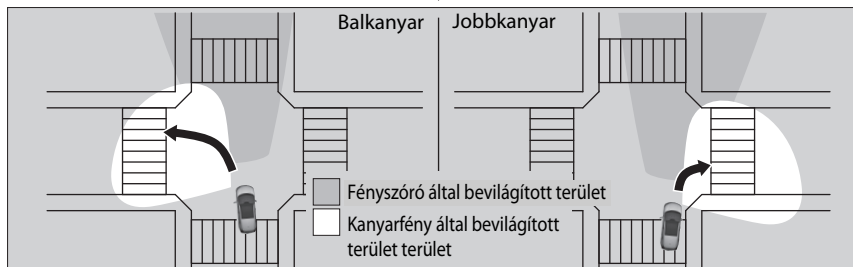 Balkanyar
Jobbkanyar
Fényszóró által bevilágított terület
Kanyarfény által bevilágított
terület terület